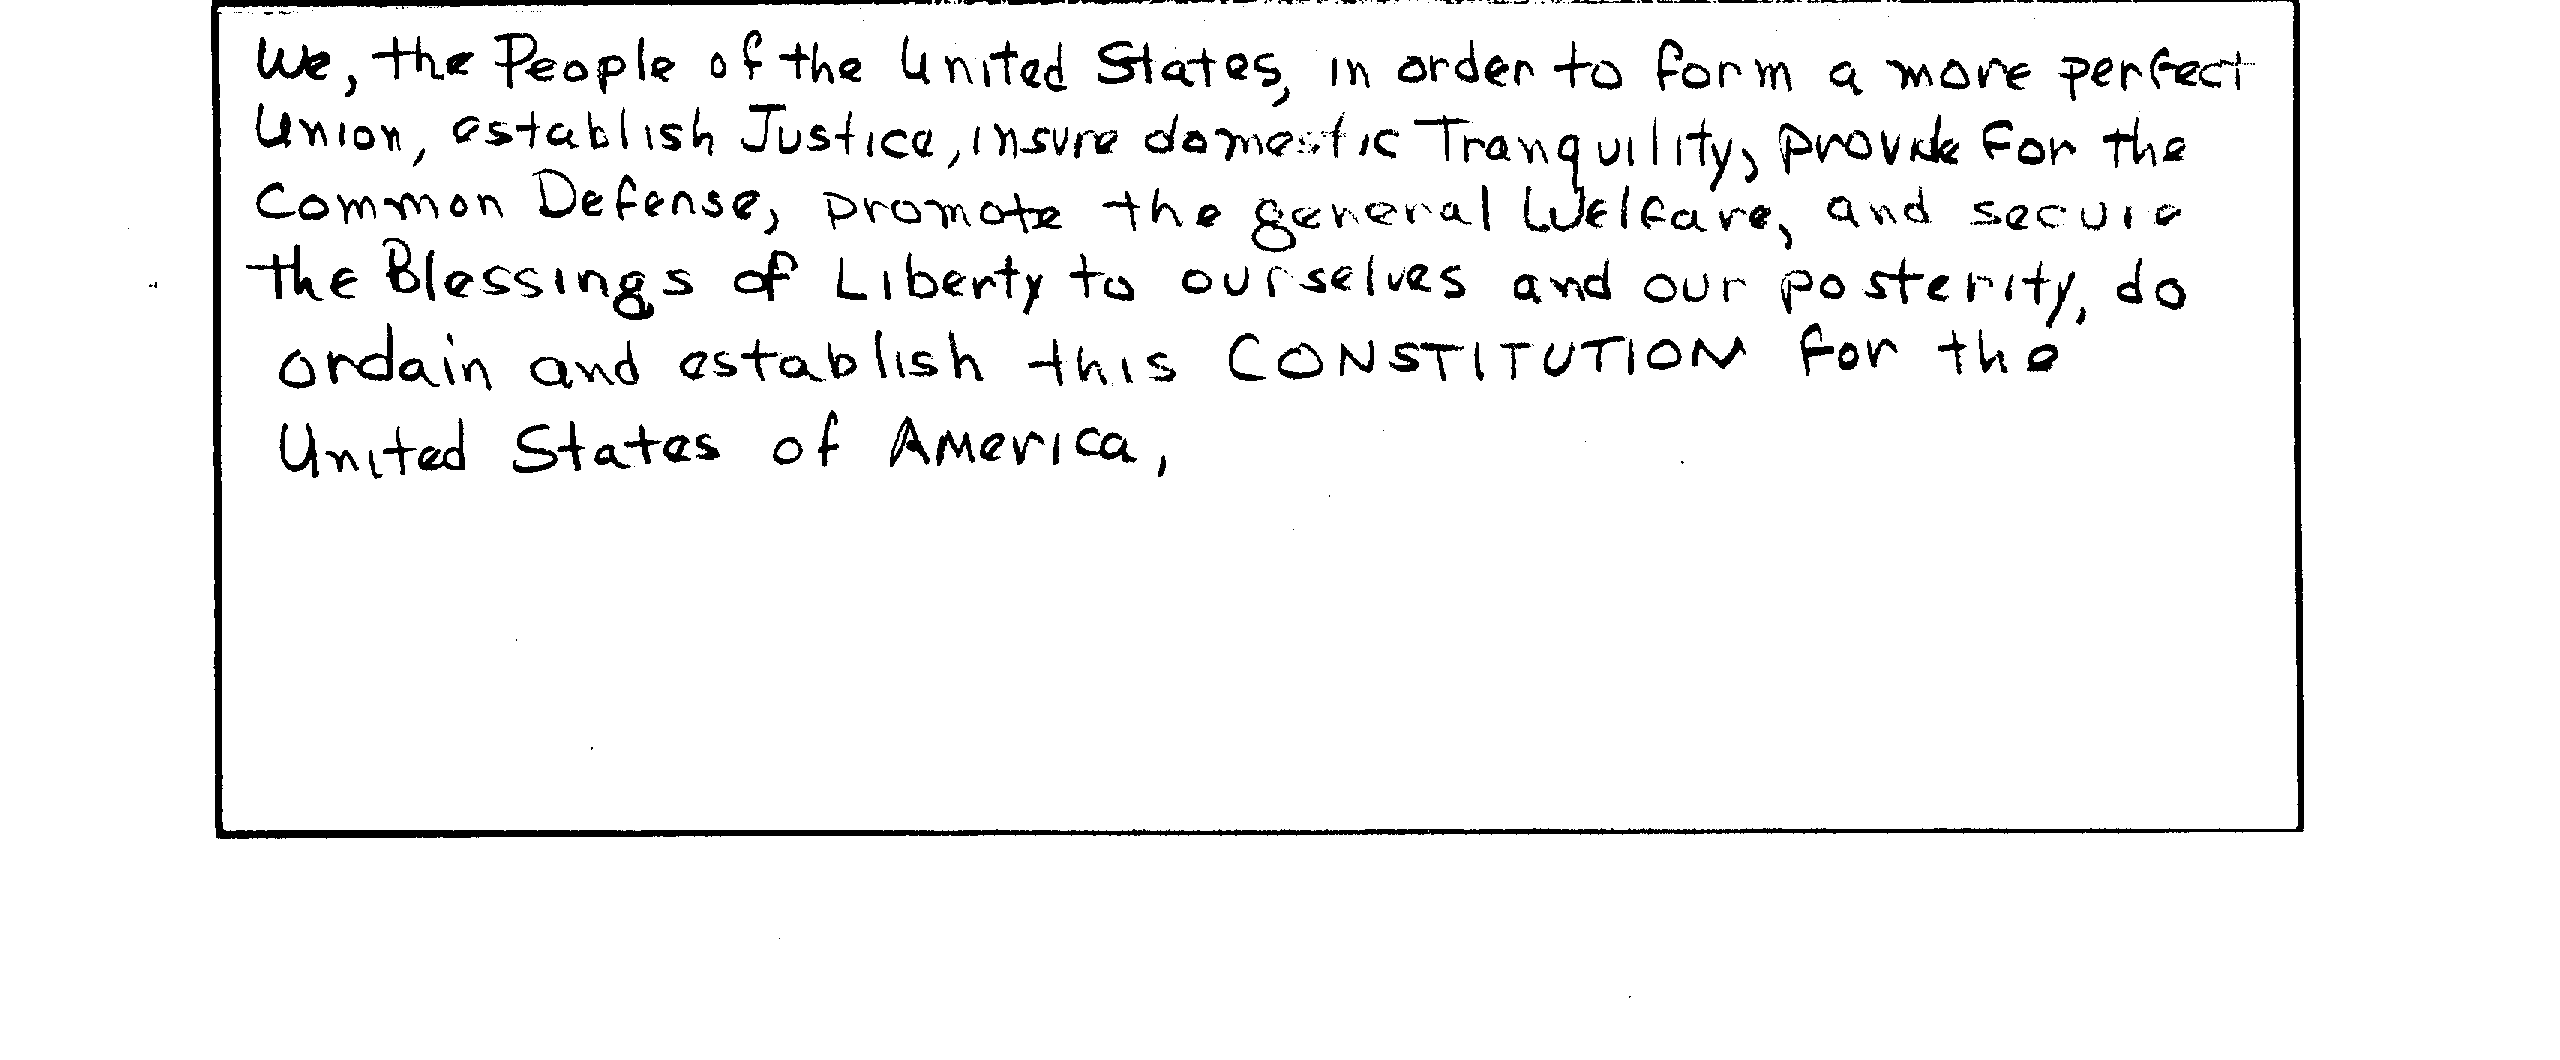 We, the People of the United States, in order to form a more perfect
Union, establish Justice, insure domestic Tranquility, provide for the
Common Defense, promote the general Welfare, and secure
the Blessings of Liberty to ourselves and our posterity, do
ordain and establish this CONSTITUTION for the
United States of America,